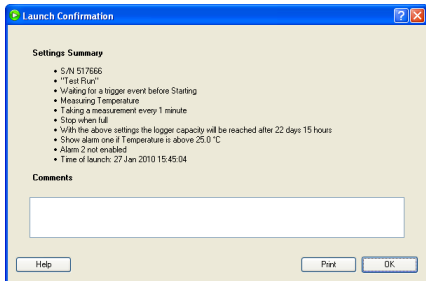 Launch Confirmation
Settings Summary
• S/N 517666
• "Test Run"
• Waiting for a trigger event before Starting
• Measuring Temperature
• Taking a measurement every 1 minute
• Stop when full
• With the above settings the logger capacity will be reached after 22 days 15 hours
• Show alarm one if Temperature is above 25.0 °C
• Alarm 2 not enabled
• Time of launch: 27 Jan 2010 15:45:04
Comments
Help Print OK